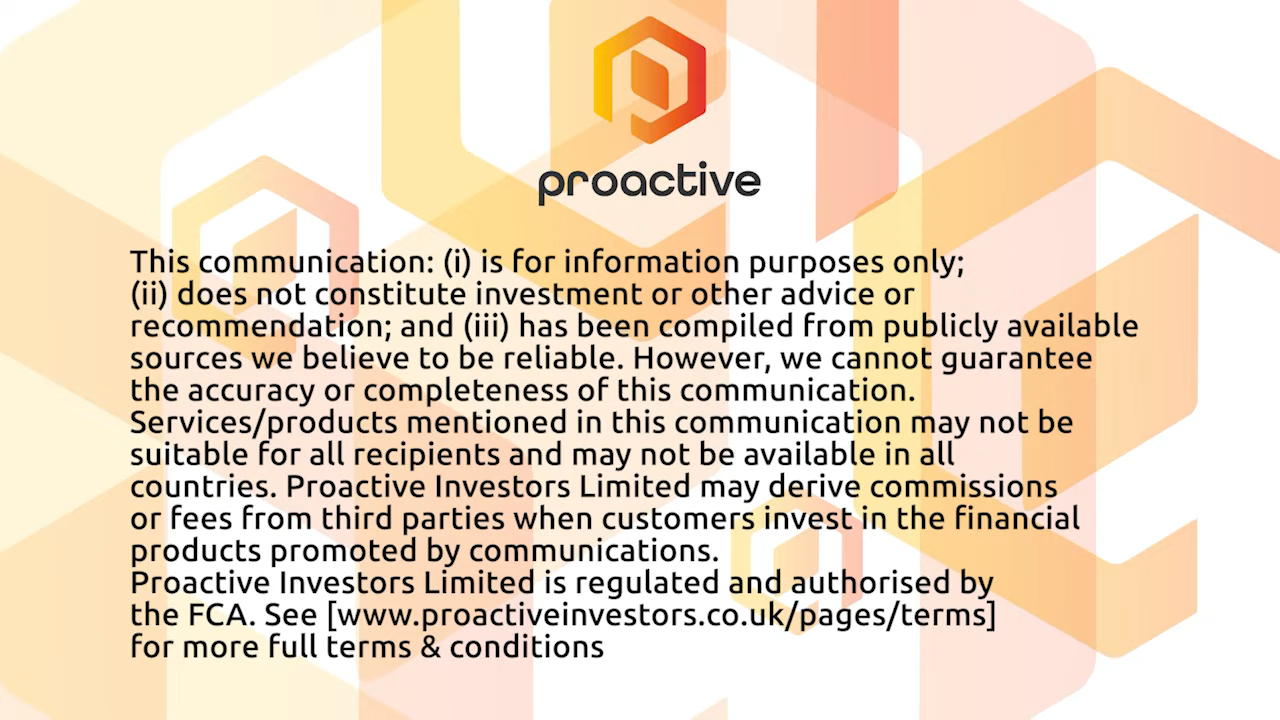 proactive
This communication: (i) is for information purposes only;
(ii) does not constitute investment or other advice or
recommendation; and (iii) has been compiled from publicly available
sources we believe to be reliable. However, we cannot guarantee
the accuracy or completeness of this communication.
Services/products mentioned in this communication may not be
suitable for all recipients and may not be available in all
countries. Proactive Investors Limited may derive commissions
or fees from third parties when customers invest in the financial
products promoted by communications.
Proactive Investors Limited is regulated and authorised by
the FCA. See [www.proactiveinvestors.co.uk/pages/terms]
for more full terms & conditions